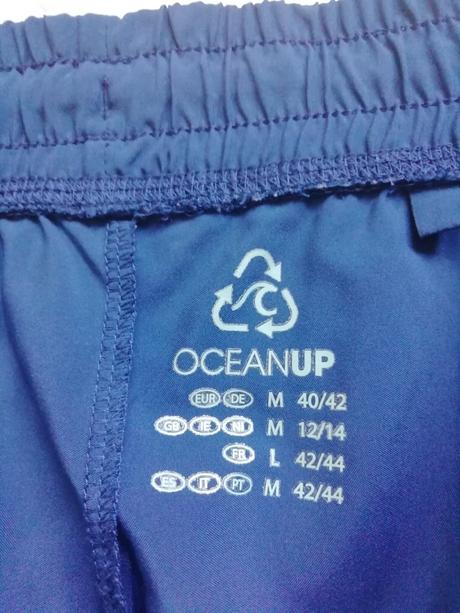 OCEANUP
EUR DE M 40/42
GB IE NI M 12/14
FR L 42/44
ES IT PT M 42/44